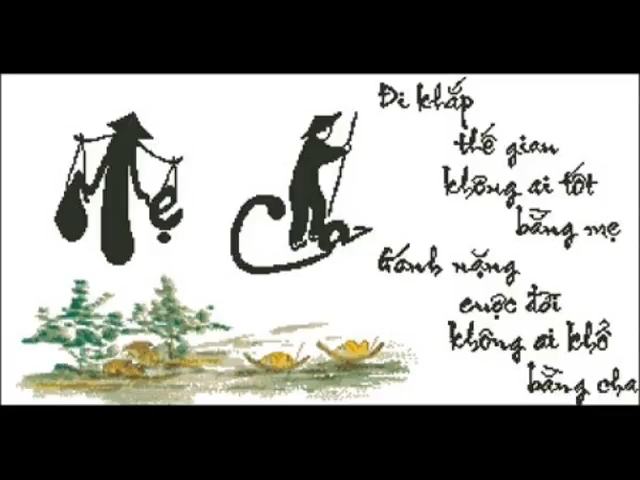 Mẹ Cha
Đi khắp
thế gian
không ai tốt
bằng mẹ
Gánh nặng
cuộc đời
không ai khổ
bằng cha